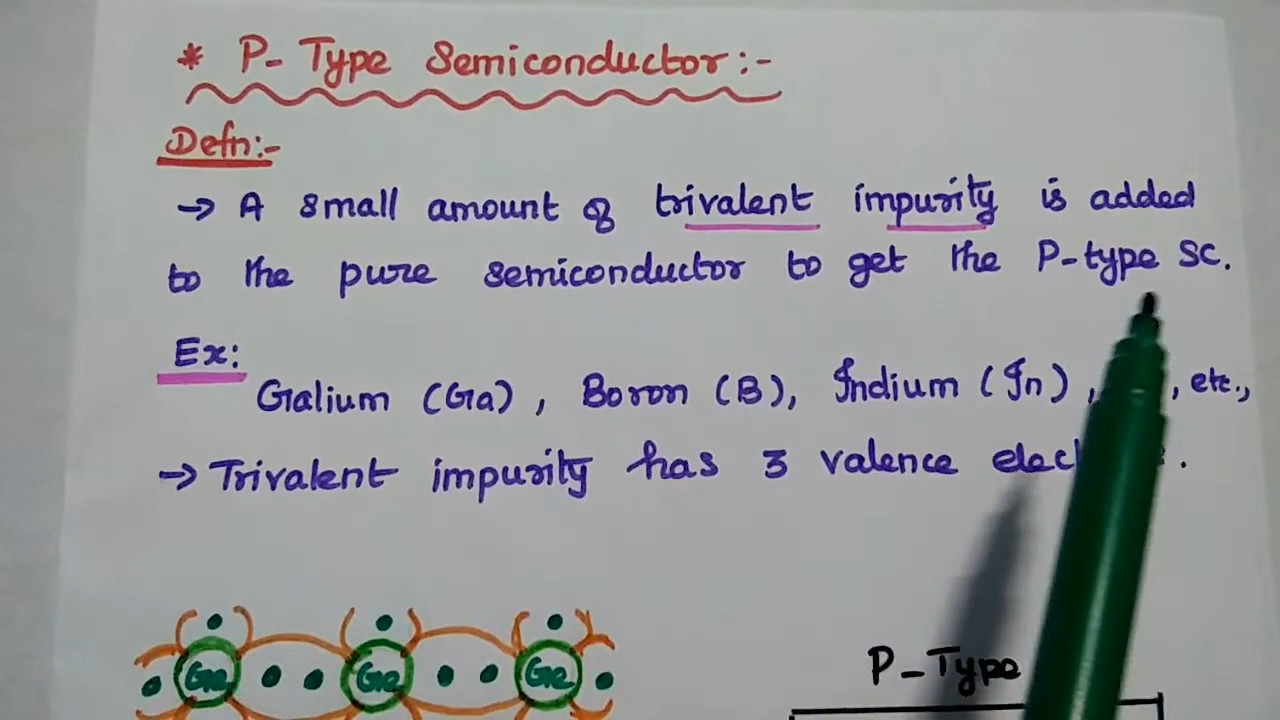 * P-Type Semiconductor:-
Defn:-
→ A small amount of trivalent impurity is added
to the pure semiconductor to get the P-type SC.
Ex:
Galium (Ga), Boron (B), Indium (In), , etc.,
→ Trivalent impurity has 3 valence .
Ge Ge Ge
P-Type